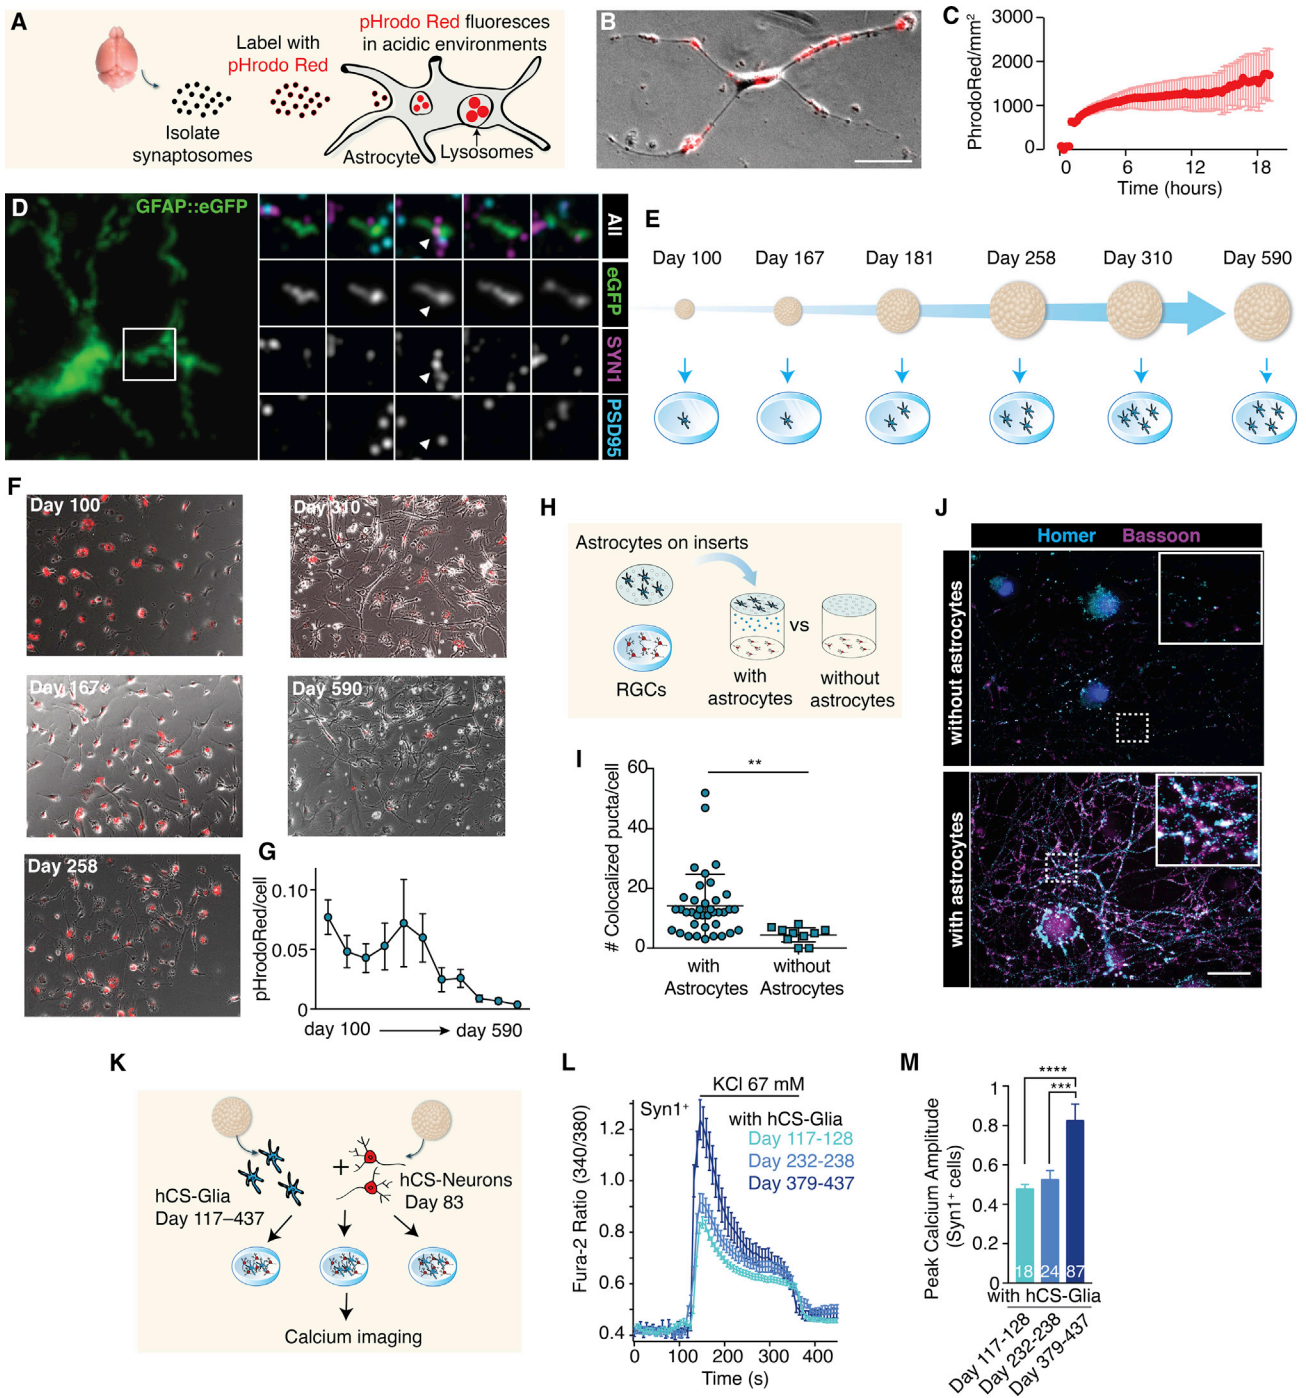 A
Label with
pHrodo Red
pHrodo Red fluoresces
in acidic environments
Isolate
synaptosomes
Astrocyte
Lysosomes
B
C
PhrodoRed/mm²
3000
2000
1000
0
0
6
12
18
Time (hours)
D
GFAP::eGFP
All
eGFP
SYN1
PSD95
E
Day 100
Day 167
Day 181
Day 258
Day 310
Day 590
F
Day 100
Day 310
Day 167
Day 590
Day 258
G
pHrodoRed/cell
0.10
0.05
0
day 100
day 590
H
Astrocytes on inserts
RGCs
vs
with
astrocytes
without
astrocytes
I
# Colocalized pucta/cell
60
40
20
0
**
with
Astrocytes
without
Astrocytes
J
Homer
Bassoon
without astrocytes
with astrocytes
K
+
hCS-Glia
Day 117–437
hCS-Neurons
Day 83
Calcium imaging
L
Syn1⁺
KCl 67 mM
with hCS-Glia
Day 117-128
Day 232-238
Day 379-437
Fura-2 Ratio (340/380)
1.2
1.0
0.8
0.6
0.4
0
100
200
300
400
Time (s)
M
Peak Calcium Amplitude
(Syn1⁺ cells)
1
0.8
0.6
0.4
0.2
0
****
***
18
24
87
with hCS-Glia
Day 117-128
Day 232-238
Day 379-437